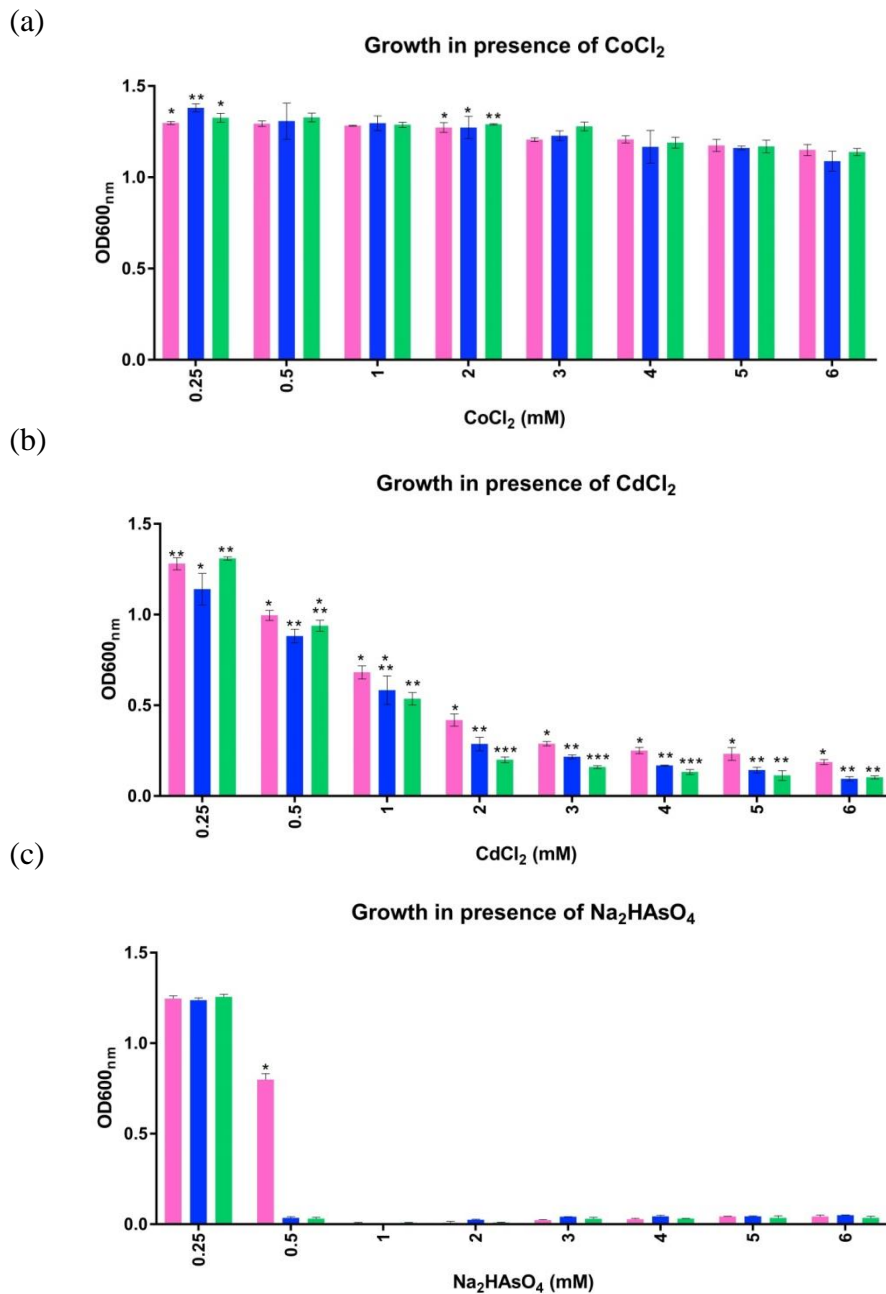 (a)
Growth in presence of CoCl₂
OD600nm
1.5
1.0
0.5
0.0
* ** *
* * **
0.25 0.5 1 2 3 4 5 6
CoCl₂ (mM)
(b)
Growth in presence of CdCl₂
OD600nm
1.5
1.0
0.5
0.0
** * **
* ** * **
* * ** **
* ** ***
* ** ***
* ** ***
* ** **
* ** **
0.25 0.5 1 2 3 4 5 6
CdCl₂ (mM)
(c)
Growth in presence of Na₂HAsO₄
OD600nm
1.5
1.0
0.5
0.0
*
0.25 0.5 1 2 3 4 5 6
Na₂HAsO₄ (mM)